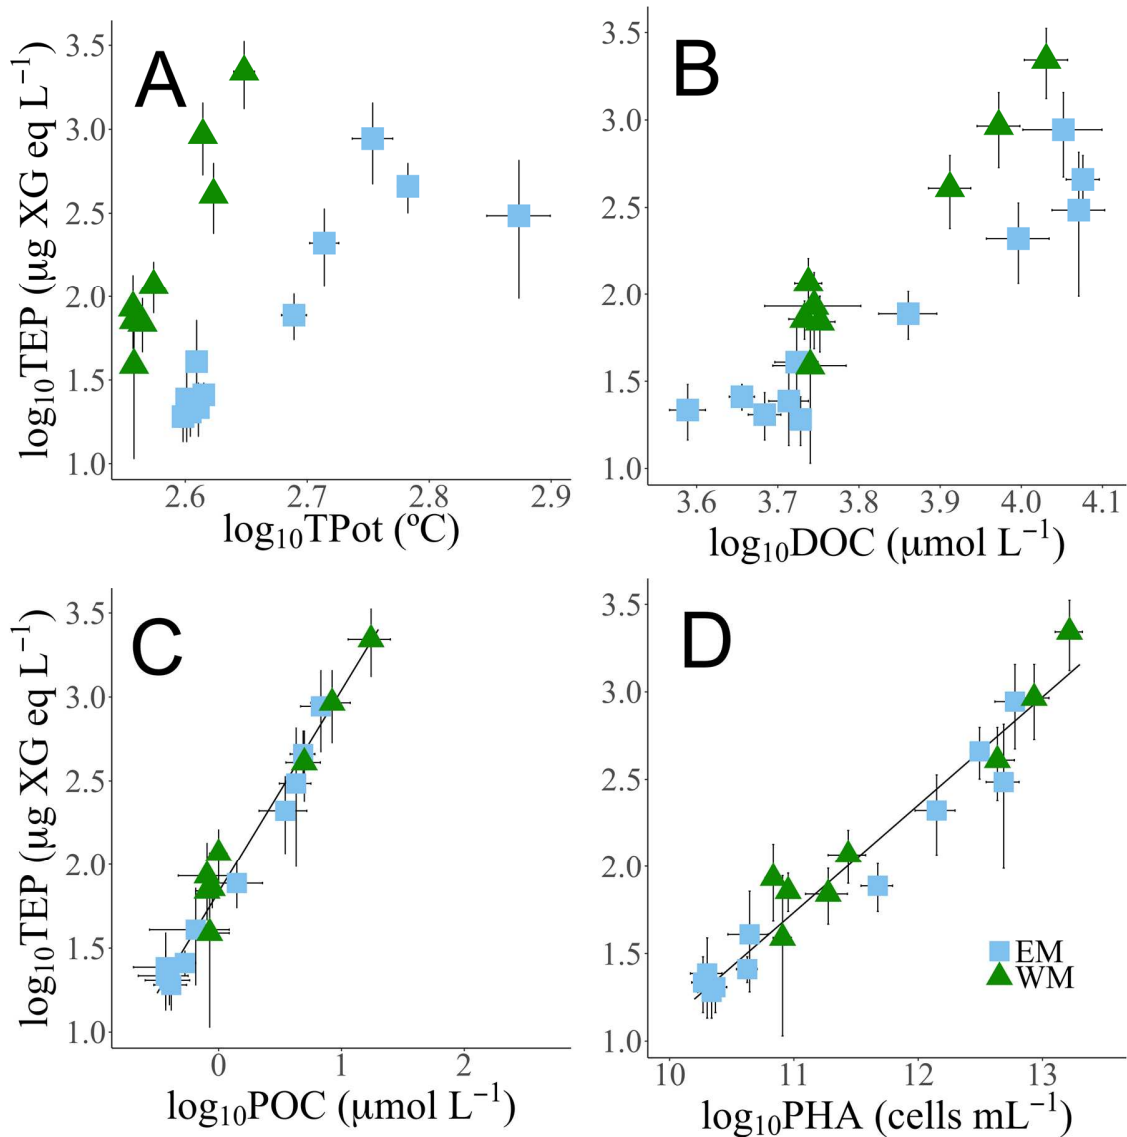 A
log₁₀TEP (µg XG eq L⁻¹)
3.5
3.0
2.5
2.0
1.5
1.0
2.6 2.7 2.8 2.9
log₁₀TPot (ºC)
B
3.5
3.0
2.5
2.0
1.5
1.0
3.6 3.7 3.8 3.9 4.0 4.1
log₁₀DOC (µmol L⁻¹)
C
log₁₀TEP (µg XG eq L⁻¹)
3.5
3.0
2.5
2.0
1.5
1.0
0 1 2
log₁₀POC (µmol L⁻¹)
D
3.5
3.0
2.5
2.0
1.5
1.0
EM
WM
10 11 12 13
log₁₀PHA (cells mL⁻¹)